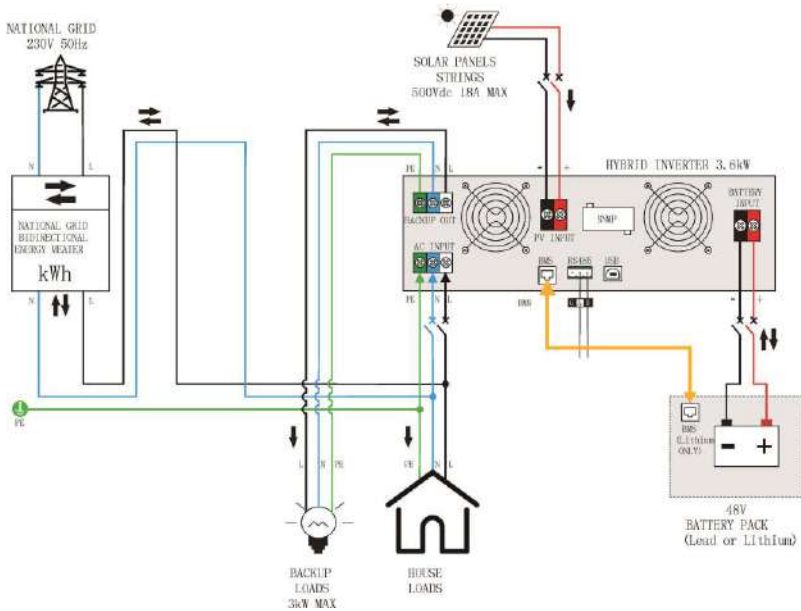 NATIONAL GRID
230V 50Hz
N L
NATIONAL GRID
BIDIRECTIONAL
ENERGY MEATER
kWh
N L
PE
SOLAR PANELS
STRINGS
500Vdc 18A MAX
- +
HYBRID INVERTER 3.6kW
PE N L
BACKUP OUT
AC INPUT
PE N L
PV INPUT
SNMP
BATTERY
INPUT
BMS RS485 USB
BMS
- +
L N PE
PE N L
BACKUP
LOADS
3kW MAX
HOUSE
LOADS
BMS
(Lithium
ONLY)
- +
48V
BATTERY PACK
(Lead or Lithium)